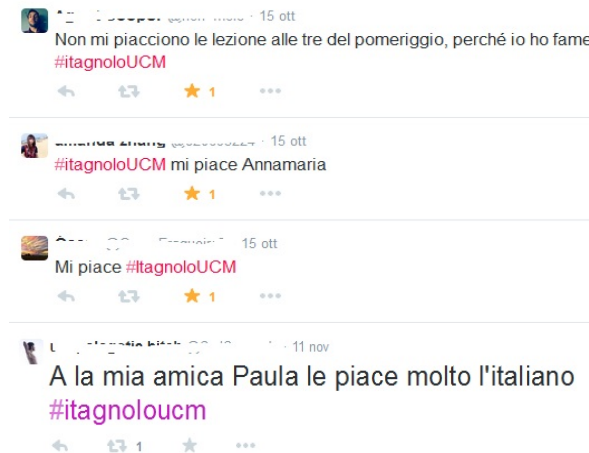 15 ott
Non mi piacciono le lezione alle tre del pomeriggio, perché io ho fame
#itagnoloUCM
1
15 ott
#itagnoloUCM mi piace Annamaria
1
15 ott
Mi piace #ItagnoloUCM
1
11 nov
A la mia amica Paula le piace molto l'italiano
#itagnoloucm
1